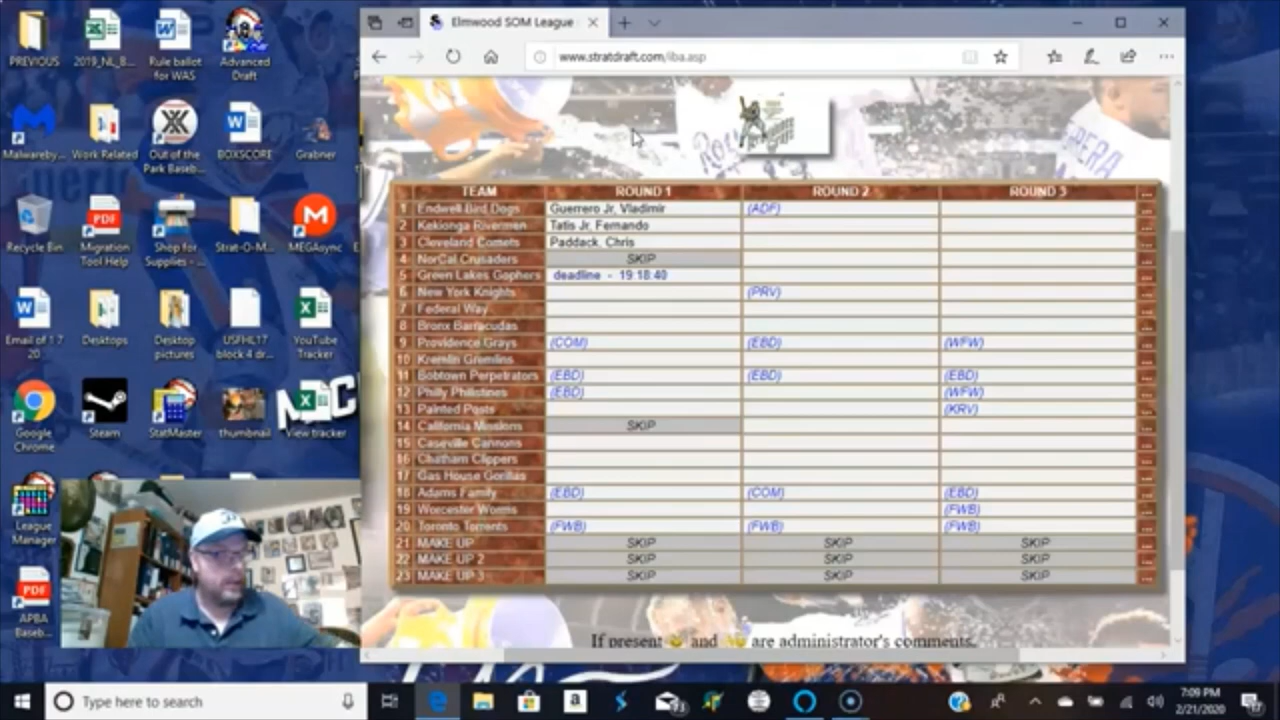 Elmwood SOM League
www.stratdraft.com/liba.asp
PREVIOUS
2019_NL_B...
Rule ballot for WAS
Advanced Draft
Malwareby...
Work Related
Out of the Park Baseb...
BOXSCORE
Grabner
Recycle Bin
Migration Tool Help
Shop for Supplies - ...
Strat-O-M...
MEGAsync
Email of 1 7 20
Desktops
Desktop pictures
USFHL17 block 4 dr...
YouTube Tracker
Google Chrome
Steam
StatMaster
thumbnail
View tracker
League Manager
APBA Baseb...
TEAM ROUND 1 ROUND 2 ROUND 3 ...
1 Endwell Bird Dogs Guerrero Jr, Vladimir (ADF) ...
2 Kekionga Rivermen Tatis Jr, Fernando ...
3 Cleveland Comets Paddack, Chris ...
4 NorCal Crusaders SKIP ...
5 Green Lakes Gophers deadline - 19:18:40 ...
6 New York Knights (PRV) ...
7 Federal Way ...
8 Bronx Barracudas ...
9 Providence Grays (COM) (EBD) (WFW) ...
10 Kremlin Gremlins ...
11 Bobtown Perpetrators (EBD) (EBD) (EBD) ...
12 Philly Philistines (EBD) (WFW) ...
13 Painted Posts (KRV) ...
14 California Missions SKIP ...
15 Caseville Cannons ...
16 Chatham Clippers ...
17 Gas House Gorillas ...
18 Adams Family (EBD) (COM) (EBD) ...
19 Worcester Worms (FWB) ...
20 Toronto Torrents (FWB) (FWB) (FWB) ...
21 MAKE UP SKIP SKIP SKIP ...
22 MAKE UP 2 SKIP SKIP SKIP ...
23 MAKE UP 3 SKIP SKIP SKIP ...
If present and are administrator's comments.
Type here to search
7:09 PM
2/21/2020